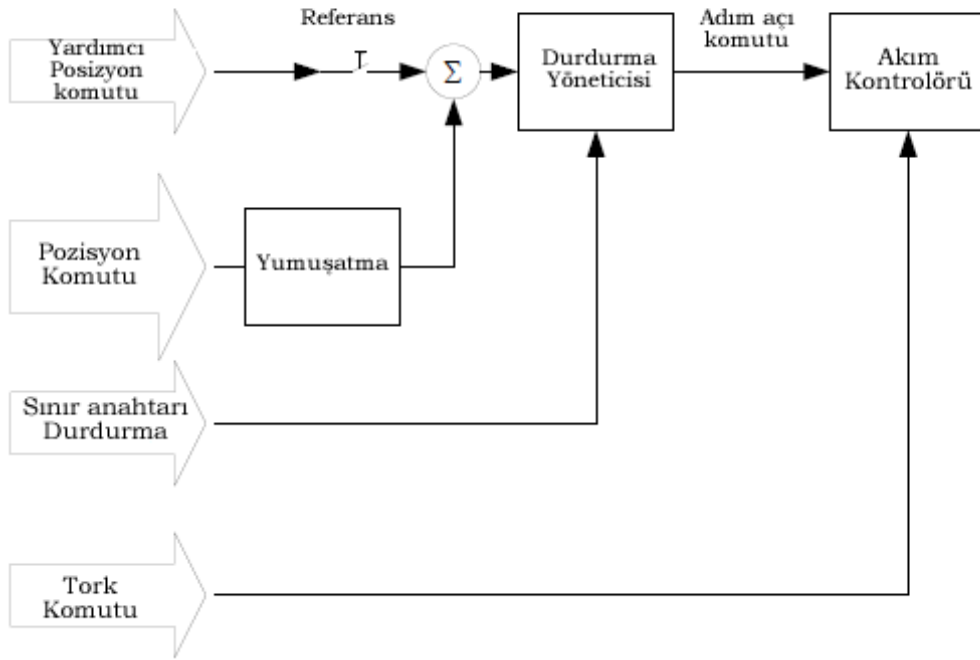 Referans
Yardımcı
Posizyon
komutu
Σ
Durdurma
Yöneticisi
Adım açı
komutu
Akım
Kontrolörü
Pozisyon
Komutu
Yumuşatma
Sınır anahtarı
Durdurma
Tork
Komutu